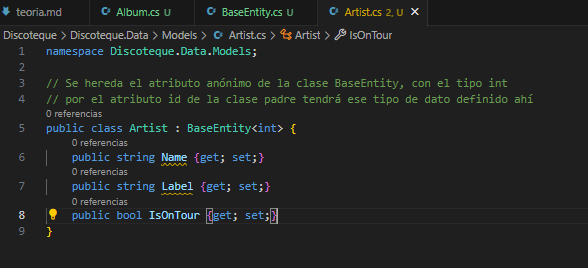 teoria.md U Album.cs U BaseEntity.cs U Artist.cs 2, U
Discoteque > Discoteque.Data > Models > Artist.cs > Artist > IsOnTour
1 namespace Discoteque.Data.Models;
2
3 // Se hereda el atributo anónimo de la clase BaseEntity, con el tipo int
4 // por el atributo id de la clase padre tendrá ese tipo de dato definido ahí
0 referencias
5 public class Artist : BaseEntity<int> {
0 referencias
6 public string Name {get; set;}
0 referencias
7 public string Label {get; set;}
0 referencias
8 public bool IsOnTour {get; set;}
9 }